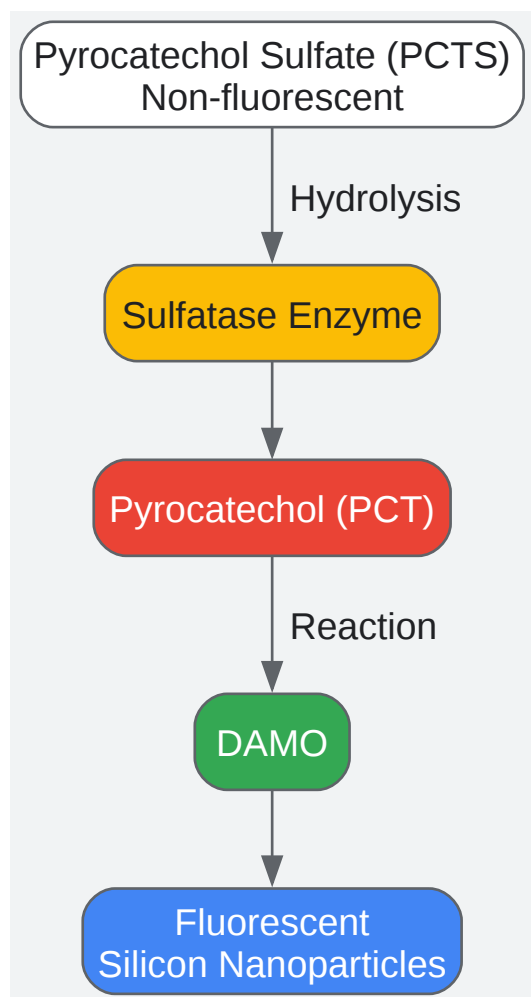 Pyrocatechol Sulfate (PCTS)
Non-fluorescent
Hydrolysis
Sulfatase Enzyme
Pyrocatechol (PCT)
Reaction
DAMO
Fluorescent
Silicon Nanoparticles